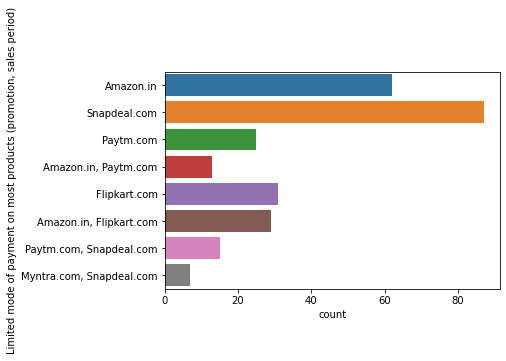 Limited mode of payment on most products (promotion, sales period)
Amazon.in
Snapdeal.com
Paytm.com
Amazon.in, Paytm.com
Flipkart.com
Amazon.in, Flipkart.com
Paytm.com, Snapdeal.com
Myntra.com, Snapdeal.com
0 20 40 60 80
count